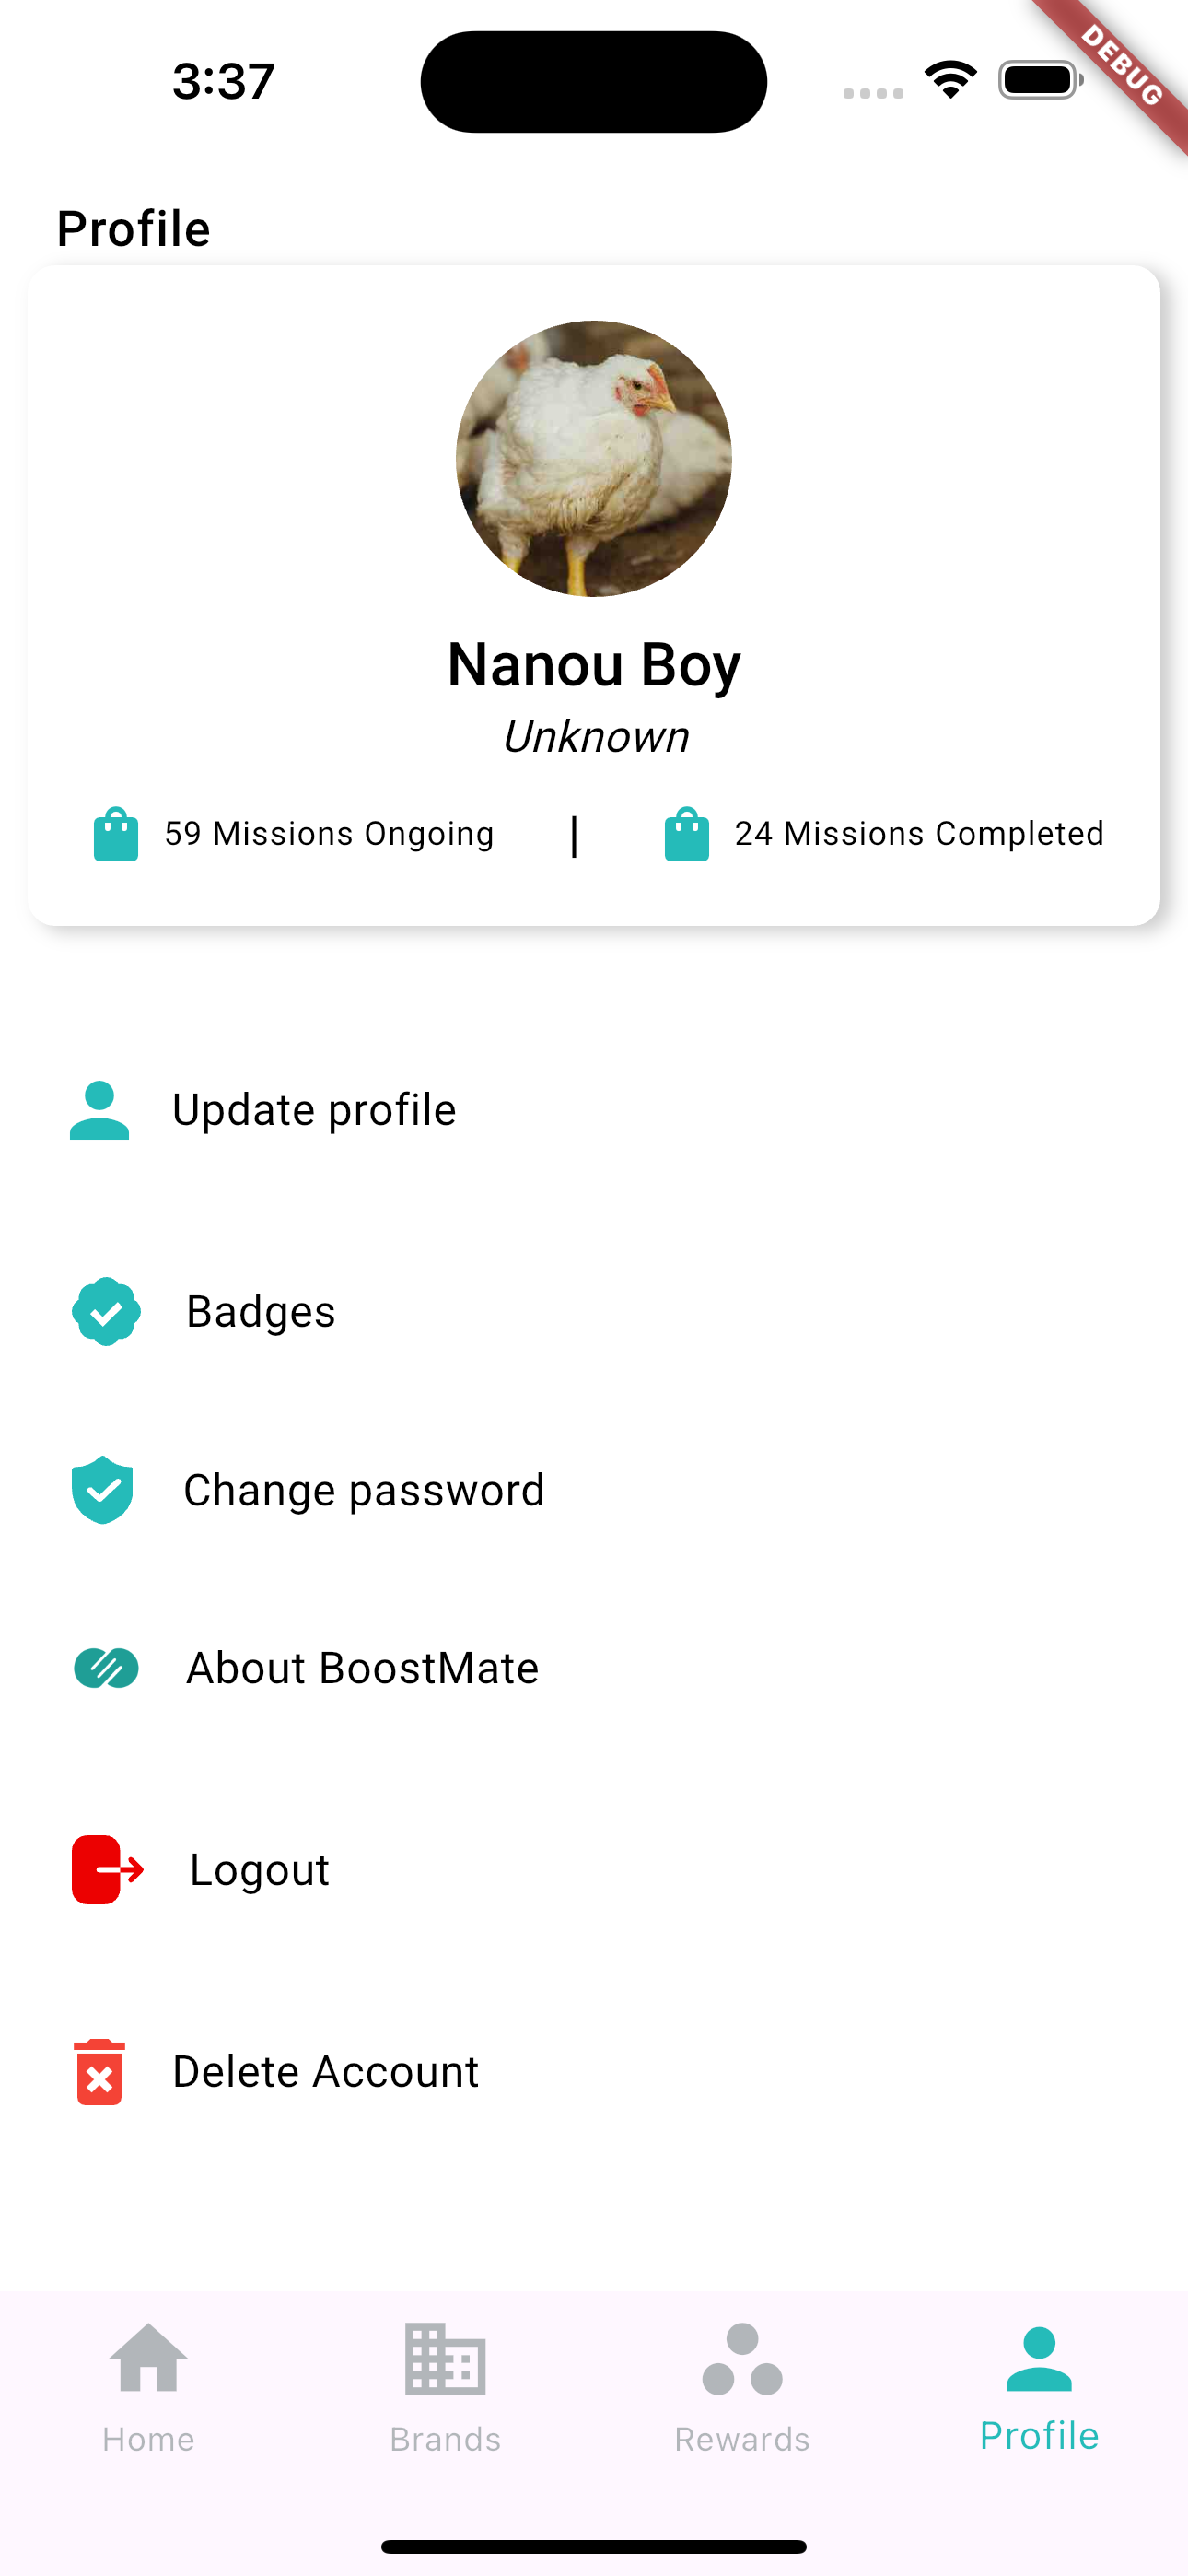 3:37
DEBUG
Profile
Nanou Boy
Unknown
59 Missions Ongoing | 24 Missions Completed
Update profile
Badges
Change password
About BoostMate
Logout
Delete Account
Home Brands Rewards Profile